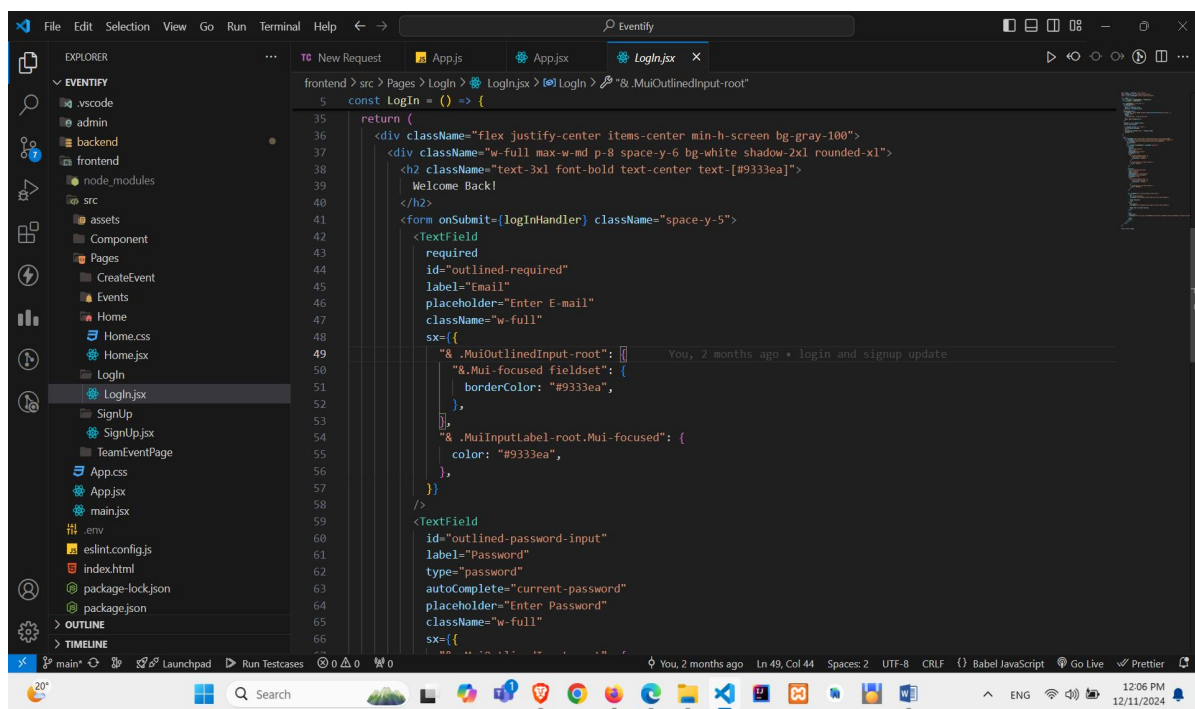 File Edit Selection View Go Run Terminal Help
Eventify
EXPLORER
EVENTIFY
.vscode
admin
backend
frontend
node_modules
src
assets
Component
Pages
CreateEvent
Events
Home
Home.css
Home.jsx
LogIn
LogIn.jsx
SignUp
SignUp.jsx
TeamEventPage
App.css
App.jsx
main.jsx
.env
eslint.config.js
index.html
package-lock.json
package.json
OUTLINE
TIMELINE
7
TC New Request
JS App.js
App.jsx
LogIn.jsx
frontend > src > Pages > LogIn > LogIn.jsx > LogIn > "& .MuiOutlinedInput-root"
5 const LogIn = () => {
35 return (
36 <div className="flex justify-center items-center min-h-screen bg-gray-100">
37 <div className="w-full max-w-md p-8 space-y-6 bg-white shadow-2xl rounded-xl">
38 <h2 className="text-3xl font-bold text-center text-[#9333ea]">
39 Welcome Back!
40 </h2>
41 <form onSubmit={logInHandler} className="space-y-5">
42 <TextField
43 required
44 id="outlined-required"
45 label="Email"
46 placeholder="Enter E-mail"
47 className="w-full"
48 sx={{
49 "& .MuiOutlinedInput-root": { You, 2 months ago • login and signup update
50 "&.Mui-focused fieldset": {
51 borderColor: "#9333ea",
52 },
53 },
54 "& .MuiInputLabel-root.Mui-focused": {
55 color: "#9333ea",
56 },
57 }}
58 />
59 <TextField
60 id="outlined-password-input"
61 label="Password"
62 type="password"
63 autoComplete="current-password"
64 placeholder="Enter Password"
65 className="w-full"
66 sx={{
main* Launchpad Run Testcases 0 0 0 You, 2 months ago Ln 49, Col 44 Spaces: 2 UTF-8 CRLF {} Babel JavaScript Go Live Prettier
20°
Search
ENG
12:06 PM
12/11/2024